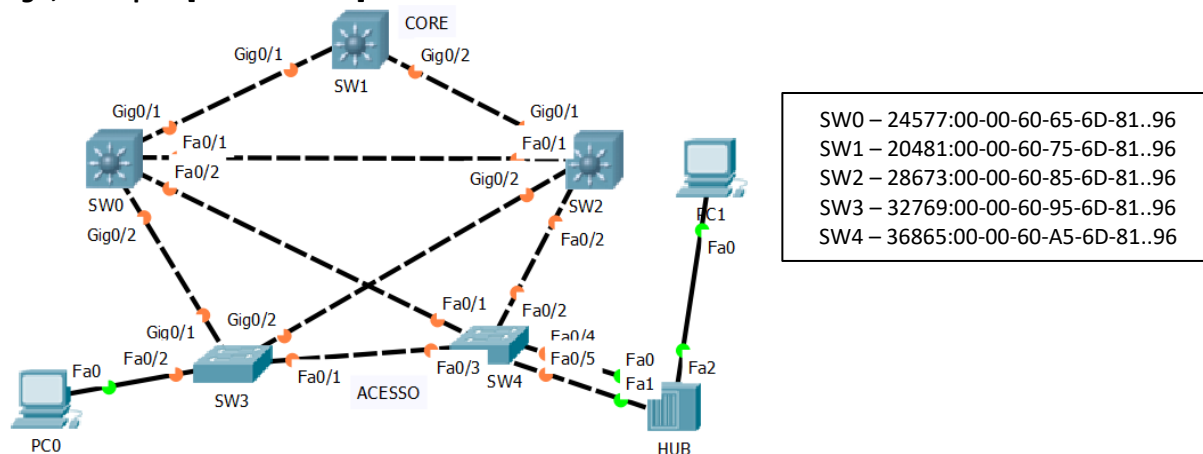 CORE
Gig0/1
Gig0/2
SW1
Gig0/1
Gig0/1
Fa0/1
Fa0/1
Fa0/2
Gig0/2
SW0
SW2
Gig0/2
Fa0/2
PC1
Fa0
Fa0/1
Fa0/2
Gig0/1
Gig0/2
Fa0/4
Fa0/2
Fa0/5
Fa0
Fa0
Fa0/1
Fa0/3
SW4
Fa1
Fa2
SW3
ACESSO
PC0
HUB
SW0 – 24577:00-00-60-65-6D-81..96
SW1 – 20481:00-00-60-75-6D-81..96
SW2 – 28673:00-00-60-85-6D-81..96
SW3 – 32769:00-00-60-95-6D-81..96
SW4 – 36865:00-00-60-A5-6D-81..96